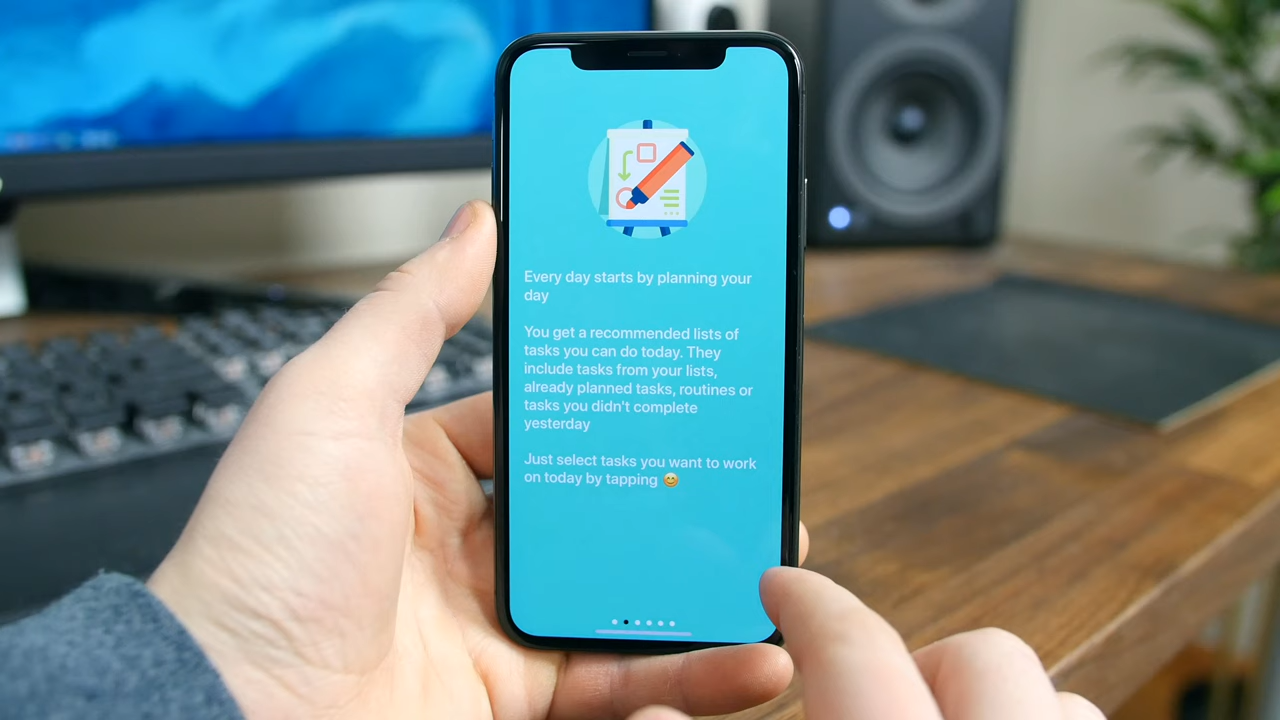 Every day starts by planning your
day
You get a recommended lists of
tasks you can do today. They
include tasks from your lists,
already planned tasks, routines or
tasks you didn't complete
yesterday
Just select tasks you want to work
on today by tapping 😊